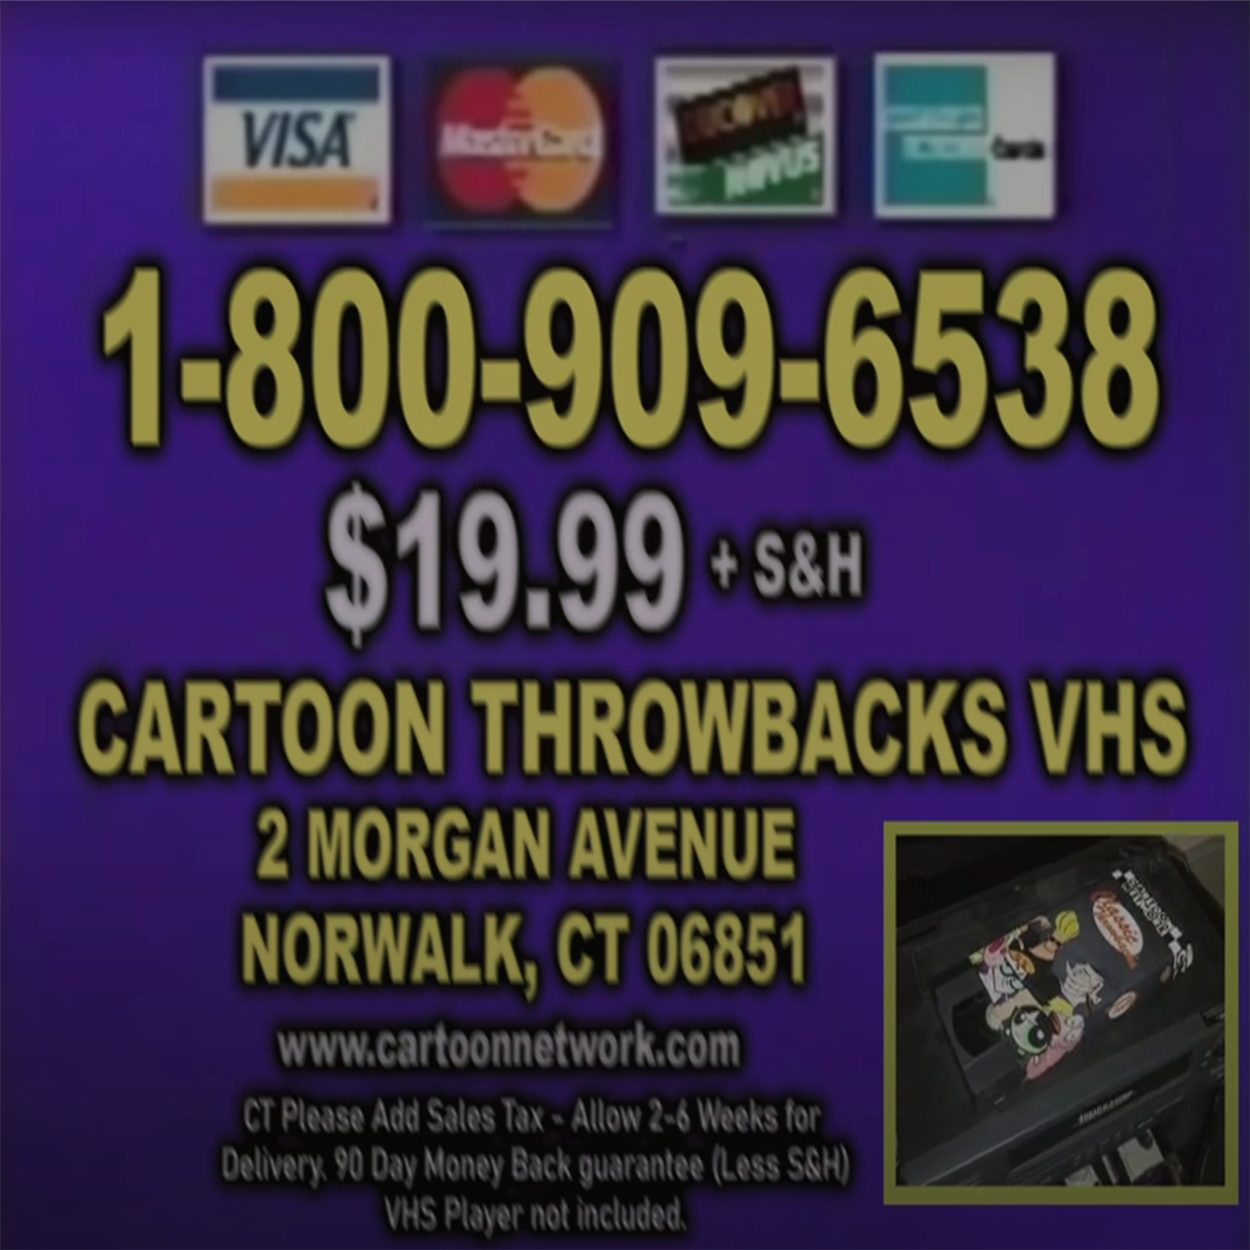 VISA
MasterCard
DISCOVER
NOVUS
Cards
1-800-909-6538
$19.99 + S&H
CARTOON THROWBACKS VHS
2 MORGAN AVENUE
NORWALK, CT 06851
www.cartoonnetwork.com
CT Please Add Sales Tax - Allow 2-6 Weeks for
Delivery. 90 Day Money Back guarantee (Less S&H)
VHS Player not included.